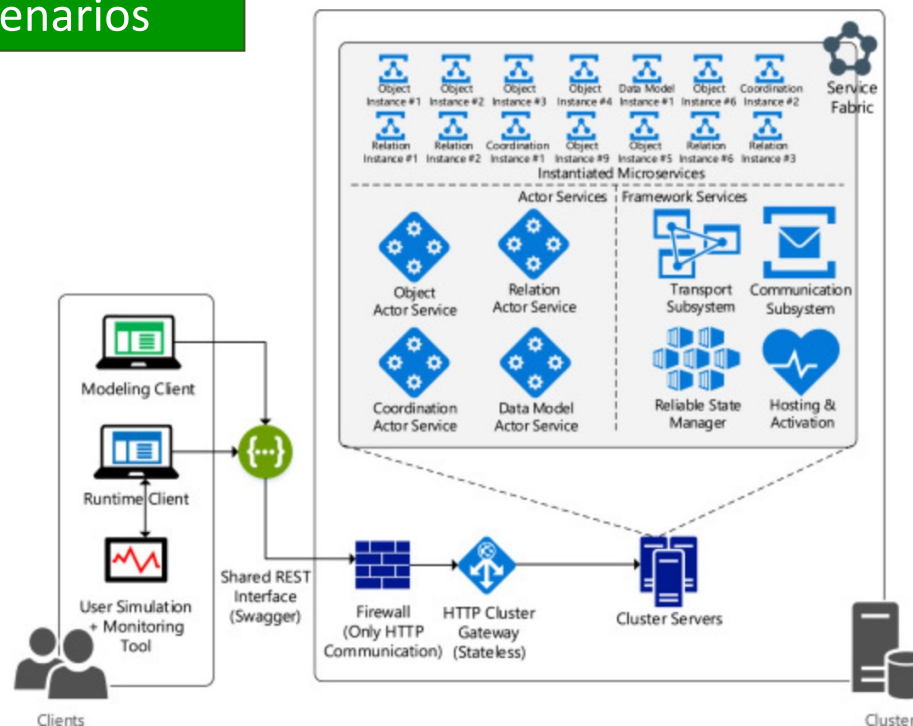 enarios
Service
Fabric
Object
Instance #1
Object
Instance #2
Object
Instance #3
Object
Instance #4
Data Model
Instance #1
Object
Instance #6
Coordination
Instance #2
Relation
Instance #1
Relation
Instance #2
Coordination
Instance #1
Object
Instance #9
Object
Instance #5
Relation
Instance #6
Relation
Instance #3
Instantiated Microservices
Actor Services
Framework Services
Object
Actor Service
Relation
Actor Service
Transport
Subsystem
Communication
Subsystem
Coordination
Actor Service
Data Model
Actor Service
Reliable State
Manager
Hosting &
Activation
Modeling Client
{...}
Runtime Client
User Simulation
+ Monitoring
Tool
Shared REST
Interface
(Swagger)
Firewall
(Only HTTP
Communication)
HTTP Cluster
Gateway
(Stateless)
Cluster Servers
Clients
Cluster